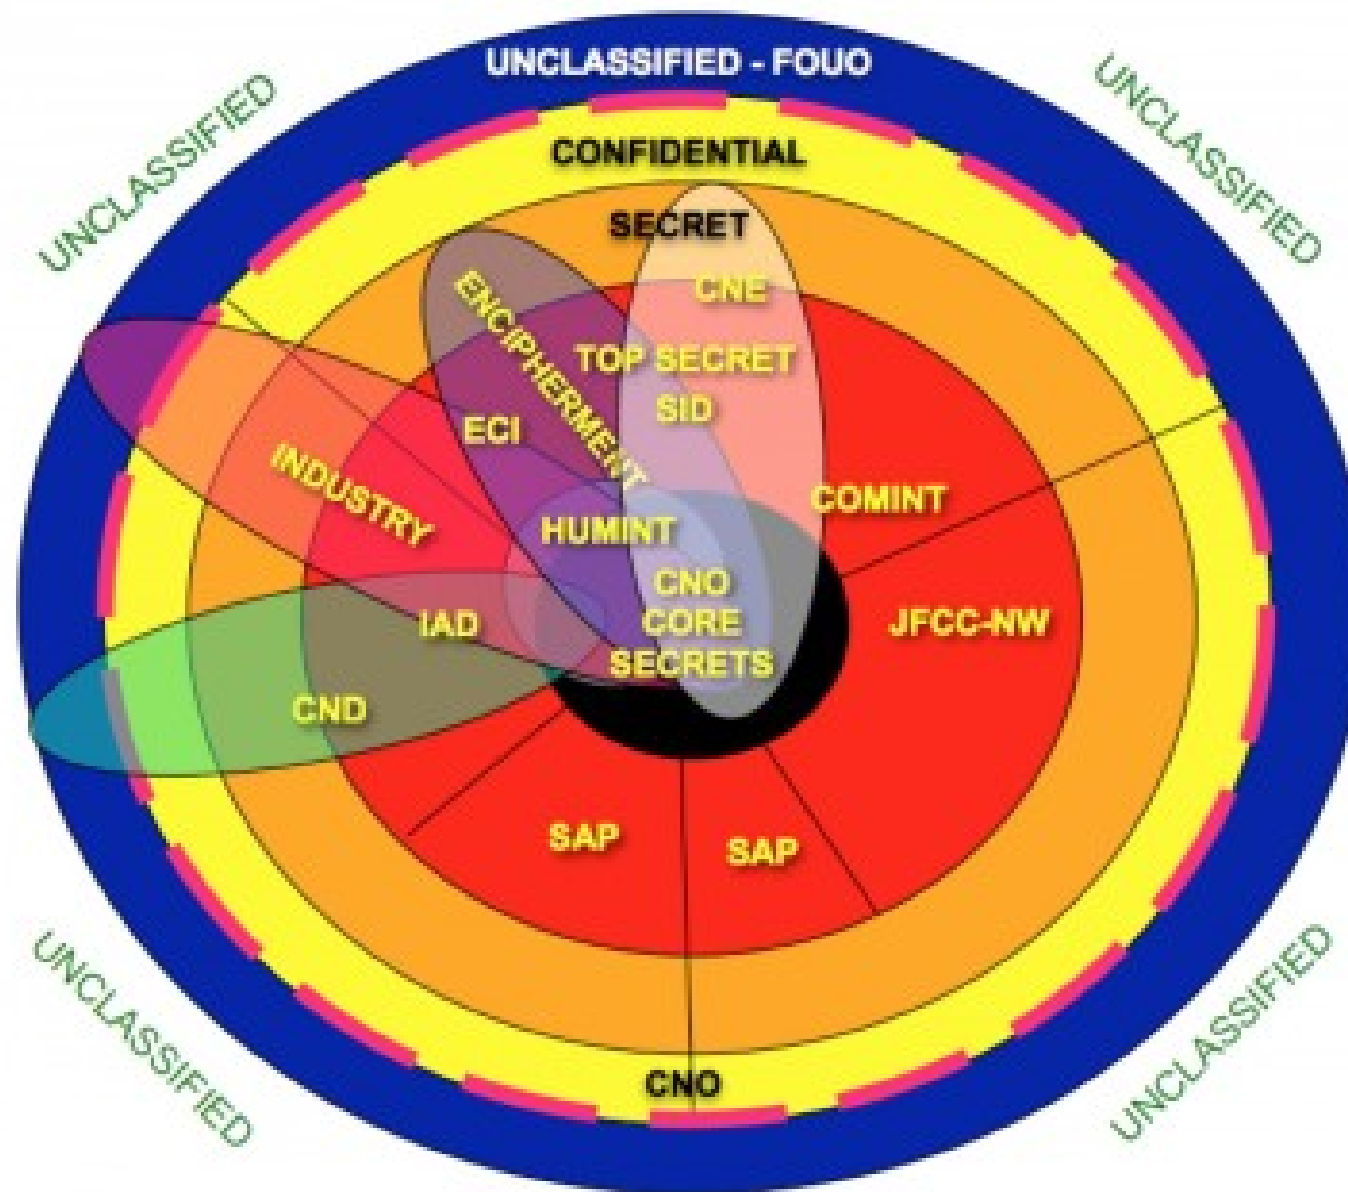 UNCLASSIFIED - FOUO
UNCLASSIFIED
UNCLASSIFIED
CONFIDENTIAL
SECRET
CNE
ENCIPHERMENT
TOP SECRET
SID
ECI
INDUSTRY
COMINT
HUMINT
CNO
CORE
SECRETS
IAD
JFCC-NW
CND
SAP
SAP
CNO
UNCLASSIFIED
UNCLASSIFIED